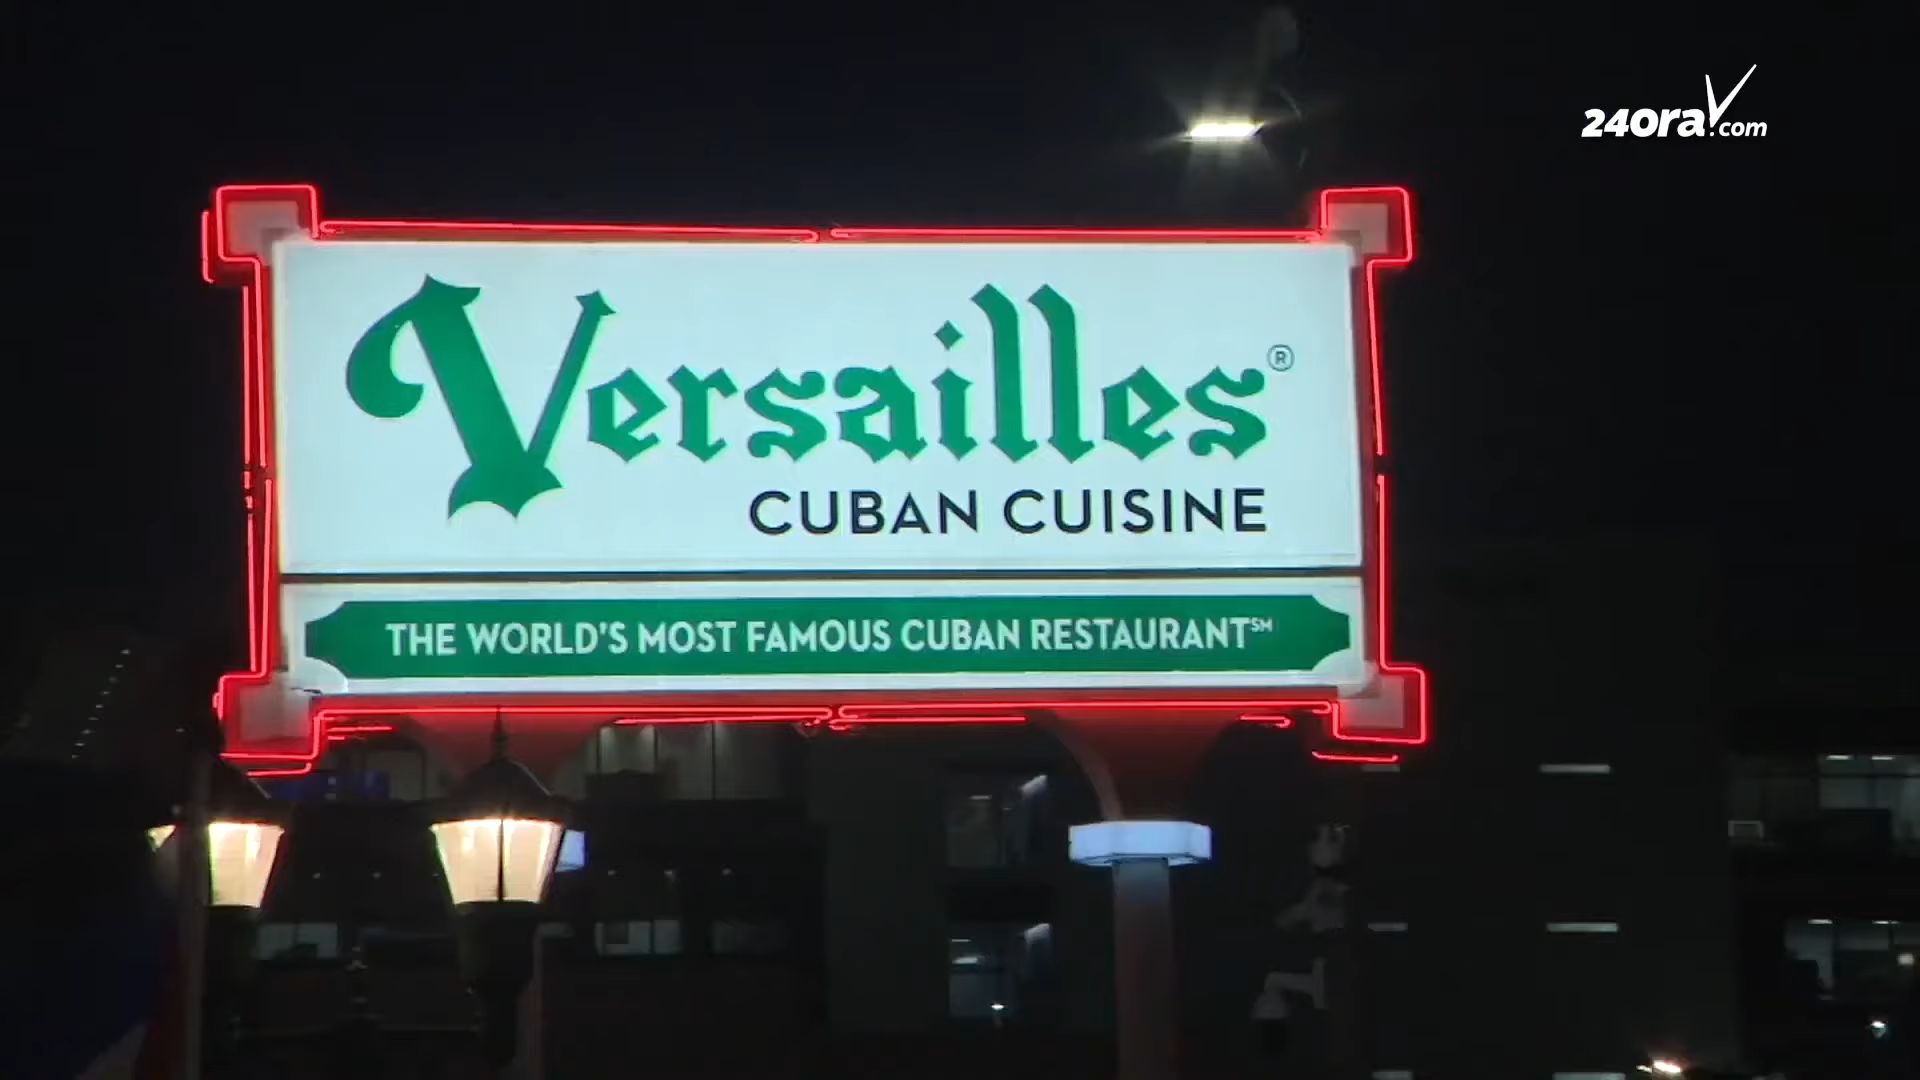 24ora.com
Versailles®
CUBAN CUISINE
THE WORLD'S MOST FAMOUS CUBAN RESTAURANT℠